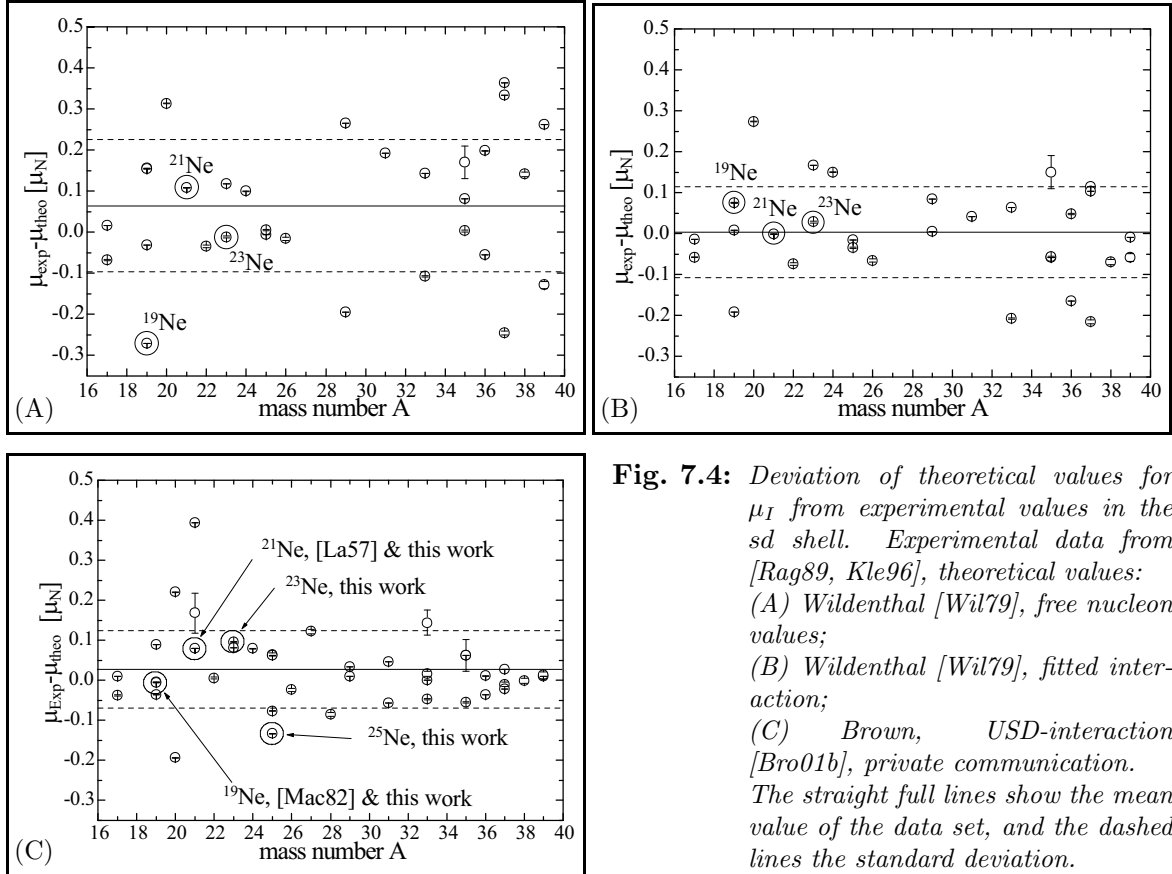 0.5
0.4
0.3
0.2
0.1
0.0
-0.1
-0.2
-0.3
μexp-μtheo [μN]
21Ne
23Ne
19Ne
16 18 20 22 24 26 28 30 32 34 36 38 40
mass number A
(A)
0.5
0.4
0.3
0.2
0.1
0.0
-0.1
-0.2
-0.3
μexp-μtheo [μN]
19Ne
21Ne
23Ne
16 18 20 22 24 26 28 30 32 34 36 38 40
mass number A
(B)
0.5
0.4
0.3
0.2
0.1
0.0
-0.1
-0.2
-0.3
μExp-μtheo [μN]
21Ne, [La57] & this work
23Ne, this work
25Ne, this work
19Ne, [Mac82] & this work
16 18 20 22 24 26 28 30 32 34 36 38 40
mass number A
(C)
Fig. 7.4: Deviation of theoretical values for
μI from experimental values in the
sd shell. Experimental data from
[Rag89, Kle96], theoretical values:
(A) Wildenthal [Wil79], free nucleon
values;
(B) Wildenthal [Wil79], fitted inter-
action;
(C) Brown, USD-interaction
[Bro01b], private communication.
The straight full lines show the mean
value of the data set, and the dashed
lines the standard deviation.